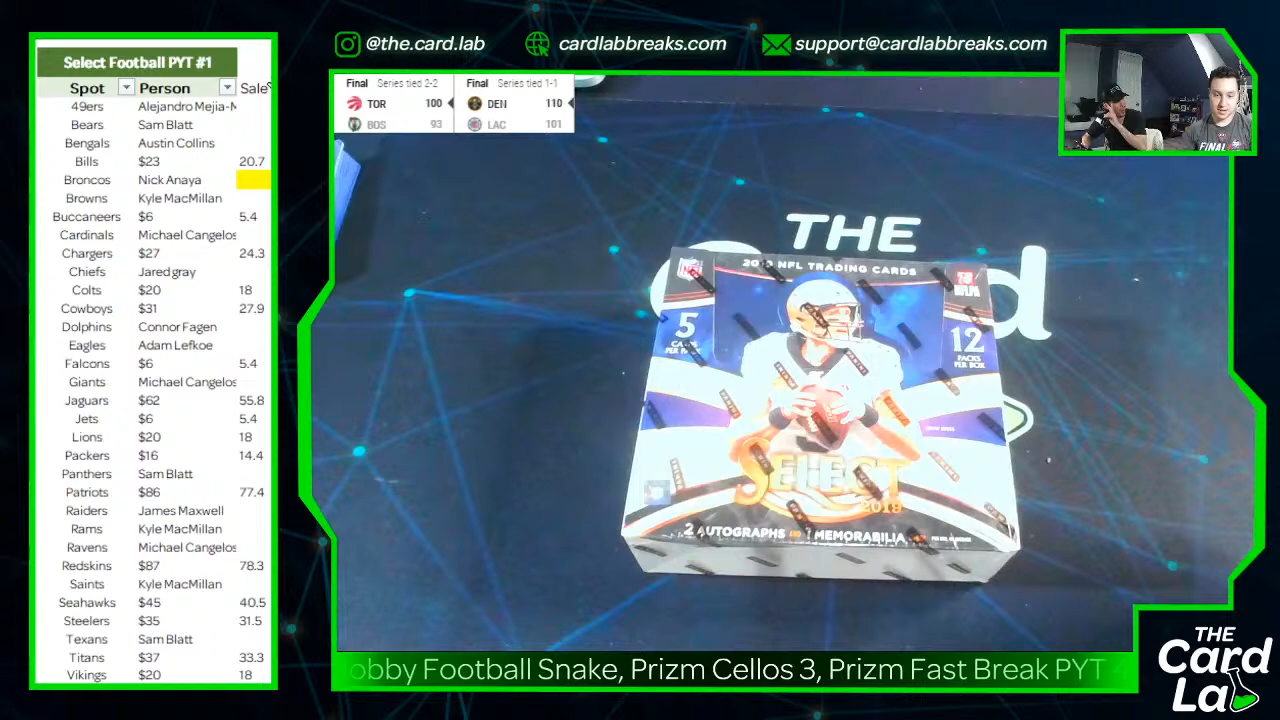 Select Football PYT #1
Spot Person Sale
49ers Alejandro Mejia-M
Bears Sam Blatt
Bengals Austin Collins
Bills $23 20.7
Broncos Nick Anaya
Browns Kyle MacMillan
Buccaneers $6 5.4
Cardinals Michael Cangelos
Chargers $27 24.3
Chiefs Jared gray
Colts $20 18
Cowboys $31 27.9
Dolphins Connor Fagen
Eagles Adam Lefkoe
Falcons $6 5.4
Giants Michael Cangelos
Jaguars $62 55.8
Jets $6 5.4
Lions $20 18
Packers $16 14.4
Panthers Sam Blatt
Patriots $86 77.4
Raiders James Maxwell
Rams Kyle MacMillan
Ravens Michael Cangelos
Redskins $87 78.3
Saints Kyle MacMillan
Seahawks $45 40.5
Steelers $35 31.5
Texans Sam Blatt
Titans $37 33.3
Vikings $20 18
@the.card.lab cardlabbreaks.com support@cardlabbreaks.com
Final Series tied 2-2
TOR 100
BOS 93
Final Series tied 1-1
DEN 110
LAC 101
FINAL
THE
d
NFL TRADING CARDS
NFL
5
12
PACKS
PER BOX
SELECT
2019
2 AUTOGRAPHS MEMORABILIA
obby Football Snake, Prizm Cellos 3, Prizm Fast Break PYT 4
THE
Card
Lab